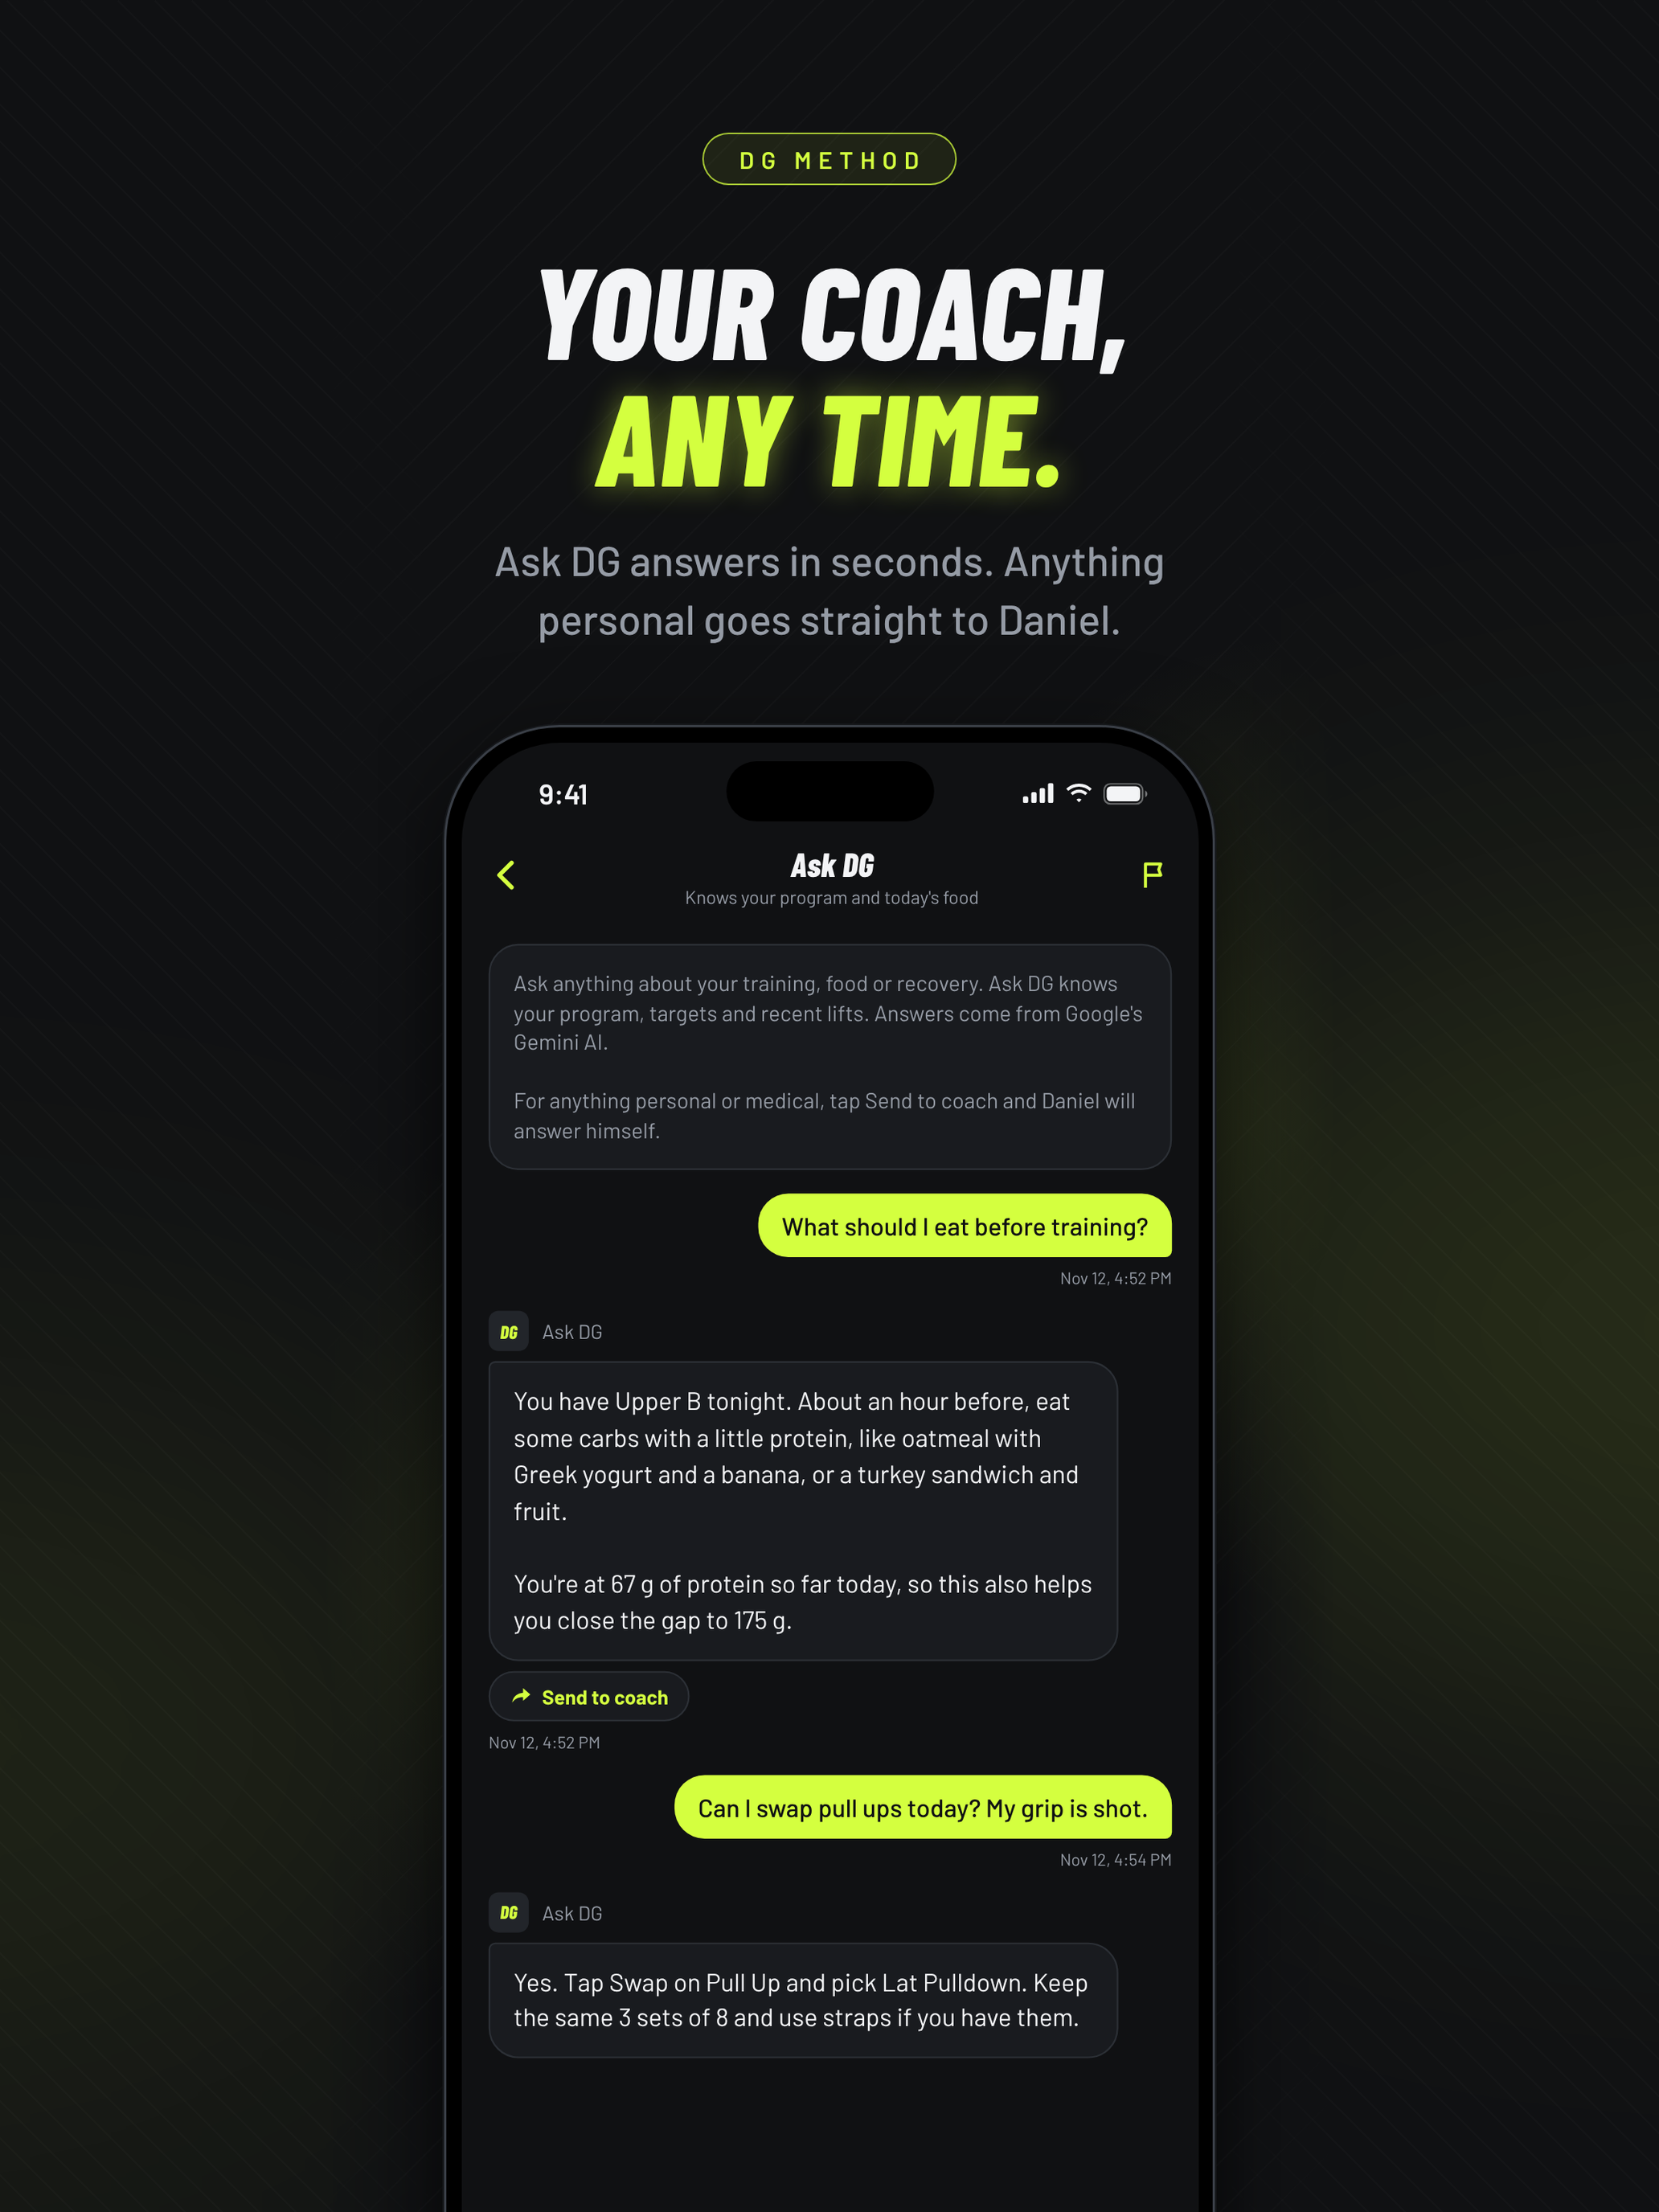 DG METHOD
YOUR COACH,
ANY TIME.
Ask DG answers in seconds. Anything
personal goes straight to Daniel.
9:41
Ask DG
Knows your program and today's food
Ask anything about your training, food or recovery. Ask DG knows
your program, targets and recent lifts. Answers come from Google's
Gemini AI.
For anything personal or medical, tap Send to coach and Daniel will
answer himself.
What should I eat before training?
Nov 12, 4:52 PM
DG Ask DG
You have Upper B tonight. About an hour before, eat
some carbs with a little protein, like oatmeal with
Greek yogurt and a banana, or a turkey sandwich and
fruit.
You're at 67 g of protein so far today, so this also helps
you close the gap to 175 g.
Send to coach
Nov 12, 4:52 PM
Can I swap pull ups today? My grip is shot.
Nov 12, 4:54 PM
DG Ask DG
Yes. Tap Swap on Pull Up and pick Lat Pulldown. Keep
the same 3 sets of 8 and use straps if you have them.